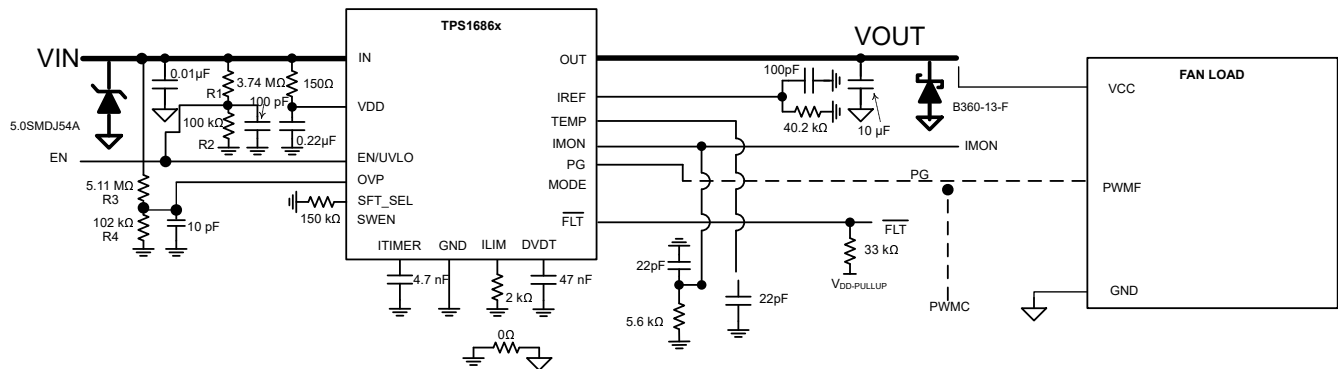 TPS1686x
VIN
VOUT
FAN LOAD
IN
OUT
VCC
0.01µF
3.74 MΩ
R1
150Ω
100 pF
VDD
100pF
IREF
TEMP
B360-13-F
5.0SMDJ54A
100 kΩ
R2
0.22µF
40.2 kΩ
10 µF
EN
EN/UVLO
IMON
IMON
5.11 MΩ
R3
OVP
PG
MODE
PG
PWMF
102 kΩ
R4
10 pF
150 kΩ
SFT_SEL
SWEN
FLT
FLT
ITIMER
GND
ILIM
DVDT
33 kΩ
4.7 nF
2 kΩ
47 nF
22pF
VDD-PULLUP
GND
22pF
5.6 kΩ
PWMC
0Ω